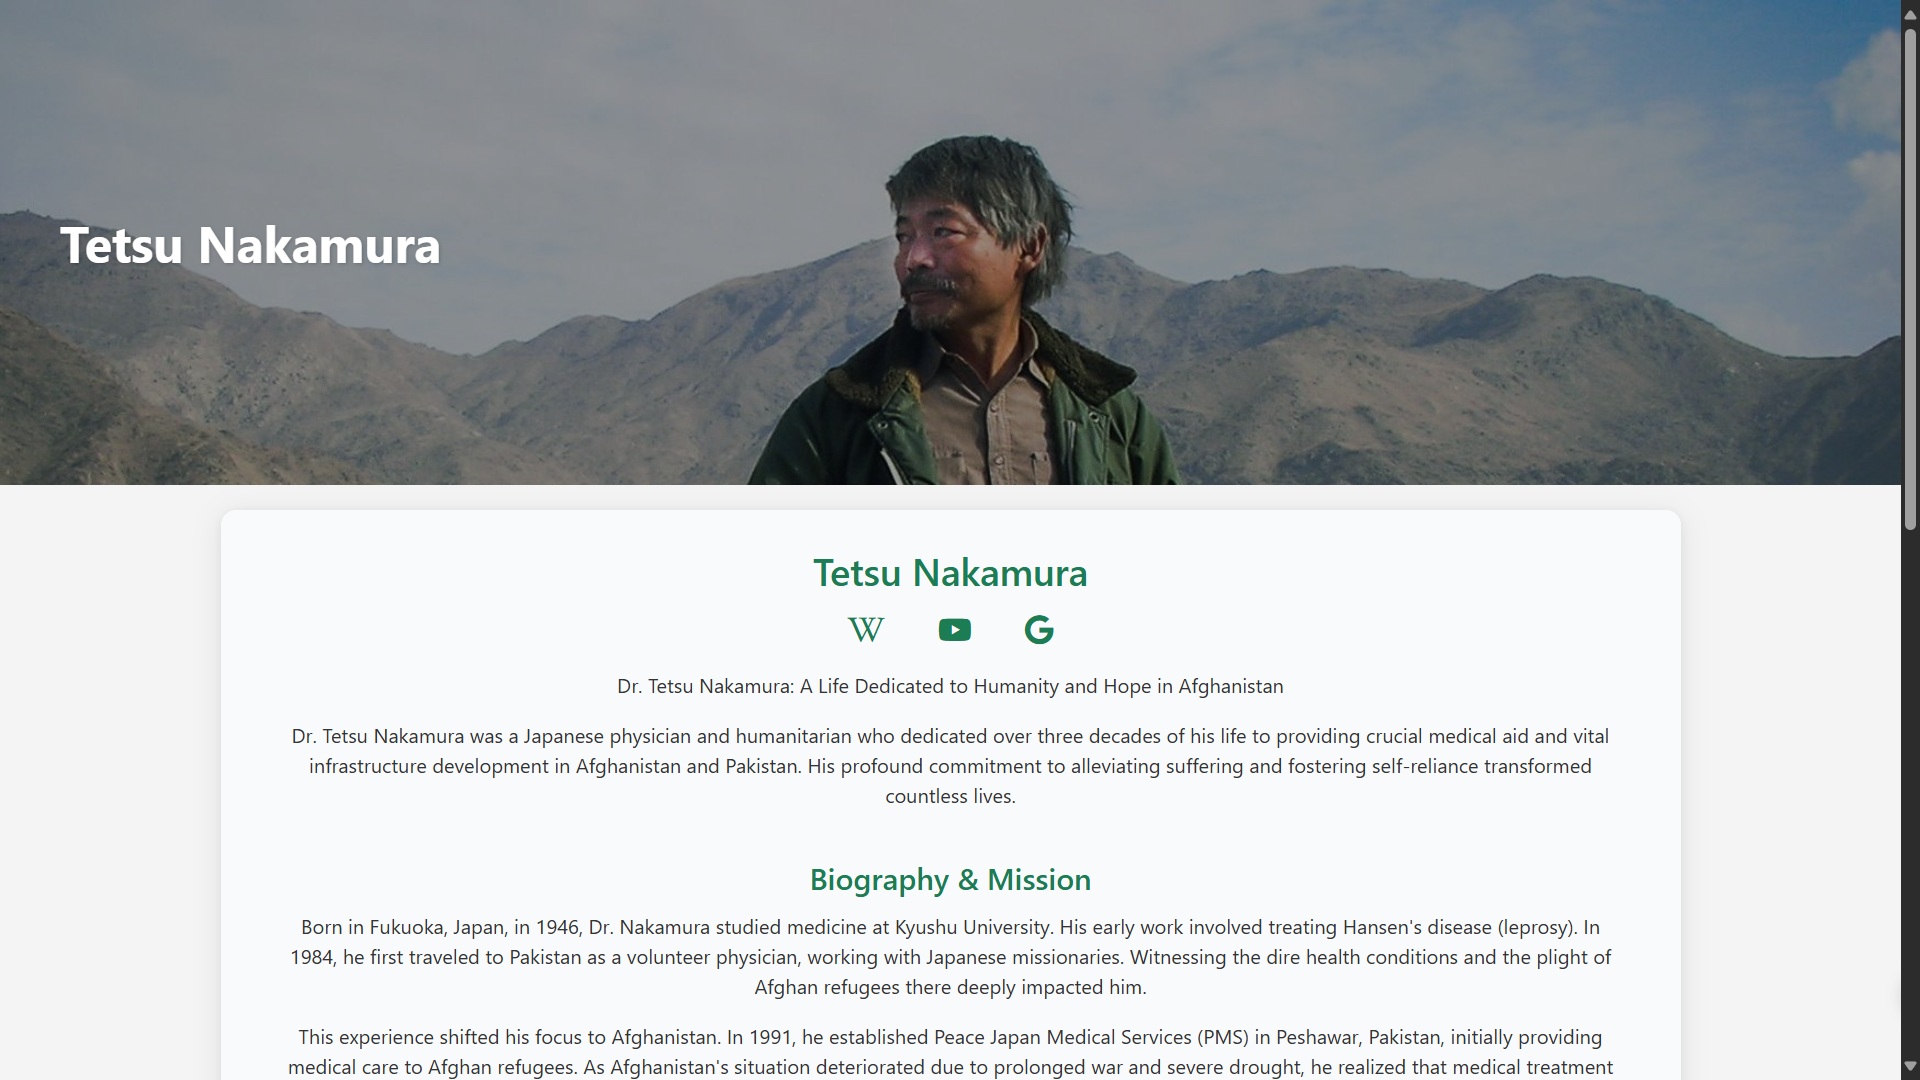 Tetsu Nakamura
Tetsu Nakamura
W
G
Dr. Tetsu Nakamura: A Life Dedicated to Humanity and Hope in Afghanistan
Dr. Tetsu Nakamura was a Japanese physician and humanitarian who dedicated over three decades of his life to providing crucial medical aid and vital
infrastructure development in Afghanistan and Pakistan. His profound commitment to alleviating suffering and fostering self-reliance transformed
countless lives.
Biography & Mission
Born in Fukuoka, Japan, in 1946, Dr. Nakamura studied medicine at Kyushu University. His early work involved treating Hansen's disease (leprosy). In
1984, he first traveled to Pakistan as a volunteer physician, working with Japanese missionaries. Witnessing the dire health conditions and the plight of
Afghan refugees there deeply impacted him.
This experience shifted his focus to Afghanistan. In 1991, he established Peace Japan Medical Services (PMS) in Peshawar, Pakistan, initially providing
medical care to Afghan refugees. As Afghanistan's situation deteriorated due to prolonged war and severe drought, he realized that medical treatment